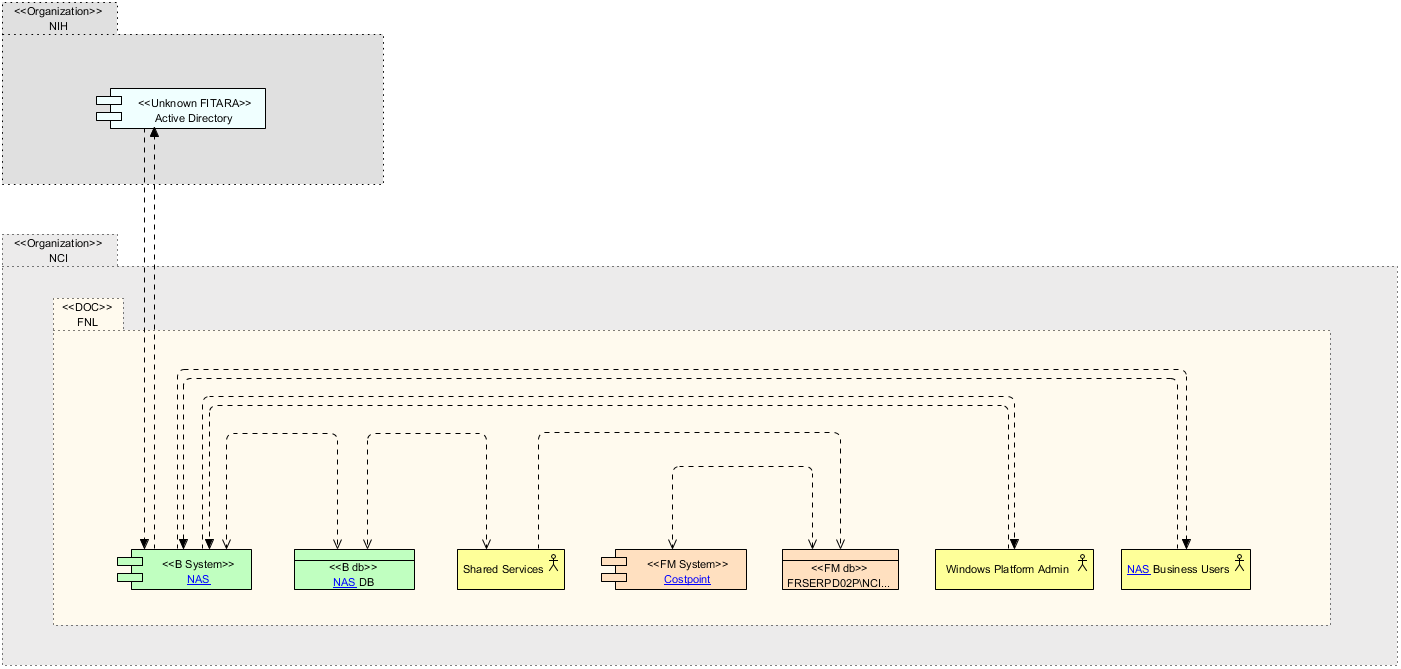 <<Organization>>
NIH
<<Unknown FITARA>>
Active Directory
<<Organization>>
NCI
<<DOC>>
FNL
<<B System>>
NAS
<<B db>>
NAS DB
Shared Services
<<FM System>>
Costpoint
<<FM db>>
FRSERPD02P\NCI...
Windows Platform Admin
NAS Business Users